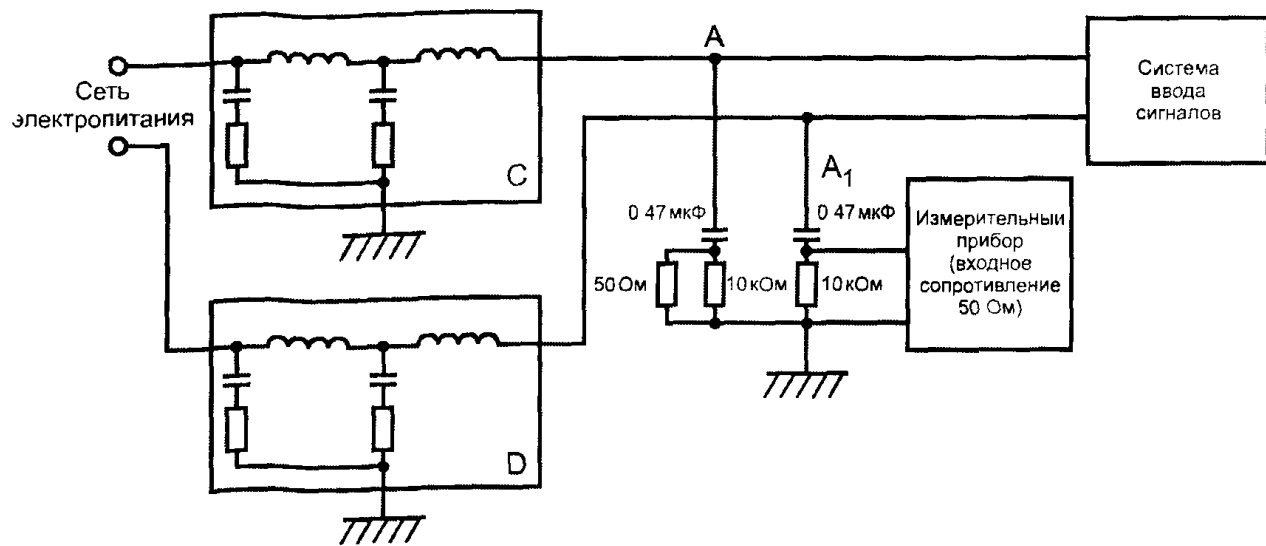 Сеть
электропитания
C
D
A
A₁
0 47 мкФ
0 47 мкФ
50 Ом
10 кОм
10 кОм
Система
ввода
сигналов
Измерительный
прибор
(входное
сопротивление
50 Ом)